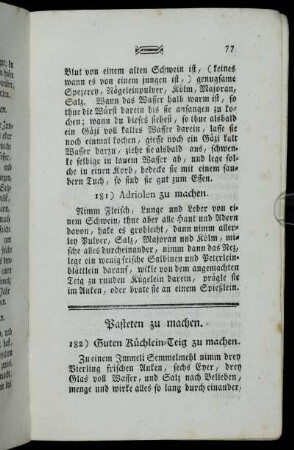 77
Blut von einem alten Schwein ist, (keines
wann es von einem jungen ist,) genugsame
Spezerey, Nägeleinpulver, Kölm, Majoran,
Salz. Wann das Wasser halb warm ist, so
thue die Würst darein bis sie anfangen zu ko-
chen; wann du dieses siehest, so thue alsbald
ein Gäzi voll kaltes Wasser darein, lasse sie
noch einmal kochen, giesse noch ein Gäzi kalt
Wasser darzu, ziehe sie alsbald aus, schwen-
ke selbige in lauem Wasser ab, und lege sol-
che in einen Korb, bedecke sie mit einem sau-
bern Tuch, so sind sie gut zum Essen.
181) Adriolen zu machen.
Nimm Fleisch, Lunge und Leber von ei-
nem Schwein, thue aber alle Haut und Adern
davon, hake es groblecht, dann nimm aller-
ley Pulver, Salz, Majoran und Kölm, mi-
sche alles durcheinander, nimm dann das Nez,
lege ein wenig frische Salbinen und Peterlein-
blättlein darauf, wikle von dem angemachten
Teig zu runden Kügelein darein, prägle sie
im Anken, oder brate sie an einem Spießlein.
Pasteten zu machen.
182) Guten Küchlein-Teig zu machen.
Zu einem Immeli Semmelmehl nimm drey
Vierling frischen Anken, sechs Eyer, drey
Glas voll Wasser, und Salz nach Belieben,
menge und wirke alles so lang durcheinander,